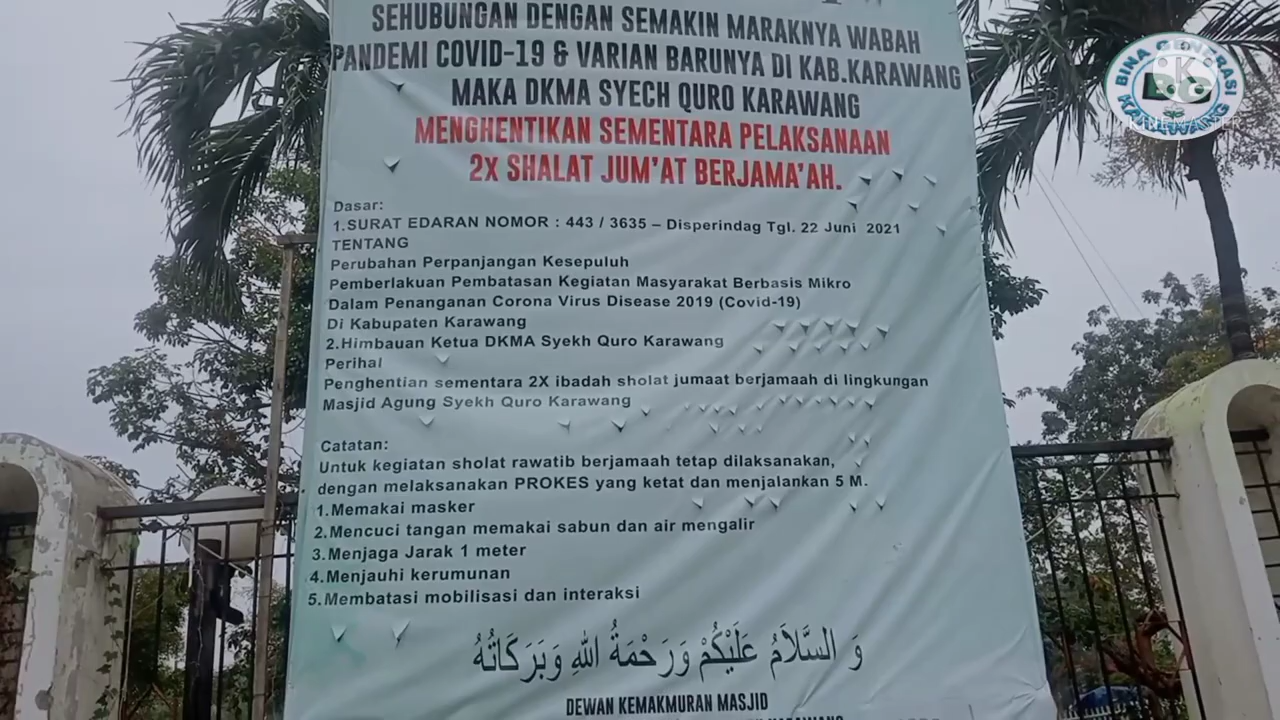 SEHUBUNGAN DENGAN SEMAKIN MARAKNYA WABAH
PANDEMI COVID-19 & VARIAN BARUNYA DI KAB.KARAWANG
MAKA DKMA SYECH QURO KARAWANG
MENGHENTIKAN SEMENTARA PELAKSANAAN
2X SHALAT JUM'AT BERJAMA'AH.
Dasar:
1.SURAT EDARAN NOMOR : 443 / 3635 – Disperindag Tgl. 22 Juni 2021
TENTANG
Perubahan Perpanjangan Kesepuluh
Pemberlakuan Pembatasan Kegiatan Masyarakat Berbasis Mikro
Dalam Penanganan Corona Virus Disease 2019 (Covid-19)
Di Kabupaten Karawang
2.Himbauan Ketua DKMA Syekh Quro Karawang
Perihal
Penghentian sementara 2X ibadah sholat jumaat berjamaah di lingkungan
Masjid Agung Syekh Quro Karawang
Catatan:
Untuk kegiatan sholat rawatib berjamaah tetap dilaksanakan,
dengan melaksanakan PROKES yang ketat dan menjalankan 5 M.
1.Memakai masker
2.Mencuci tangan memakai sabun dan air mengalir
3.Menjaga Jarak 1 meter
4.Menjauhi kerumunan
5.Membatasi mobilisasi dan interaksi
وَ السَّلاَمُ عَلَيْكُمْ وَرَحْمَةُ اللهِ وَبَرَكَاتُهُ
DEWAN KEMAKMURAN MASJID
KARAWANG
BINA GENERASI
KARAWANG